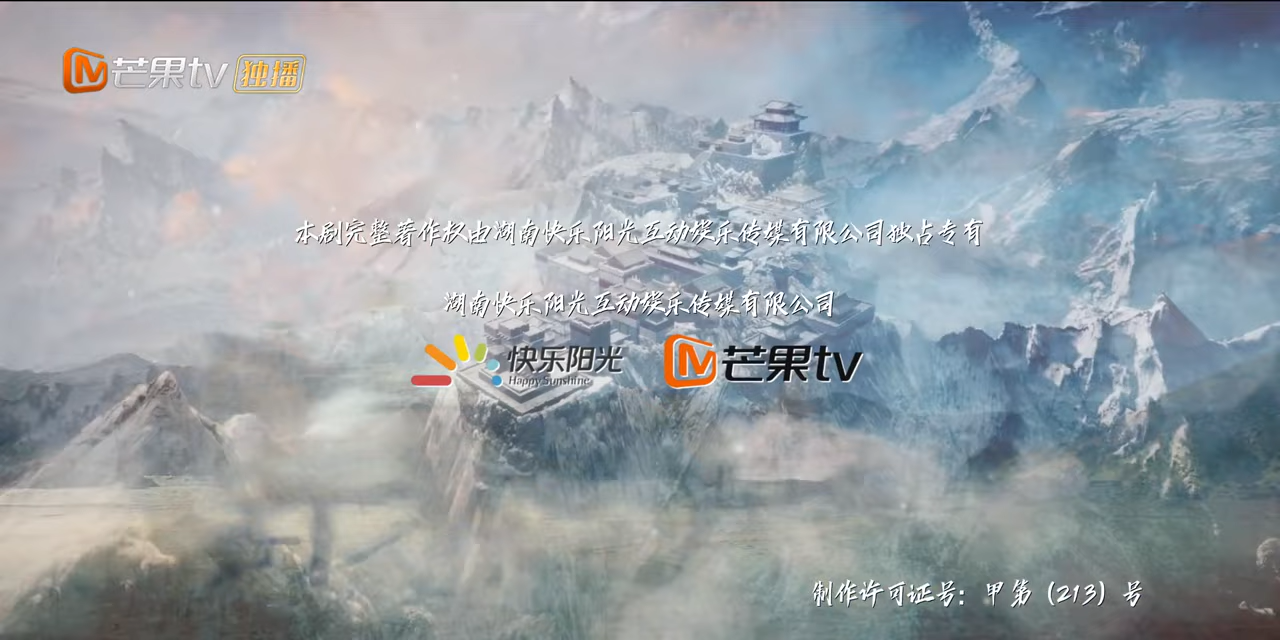 芒果tv 独播
本剧完整著作权由湖南快乐阳光互动娱乐传媒有限公司独占专有
湖南快乐阳光互动娱乐传媒有限公司
快乐阳光 芒果tv
Happy Sunshine
制作许可证号：甲第（213）号